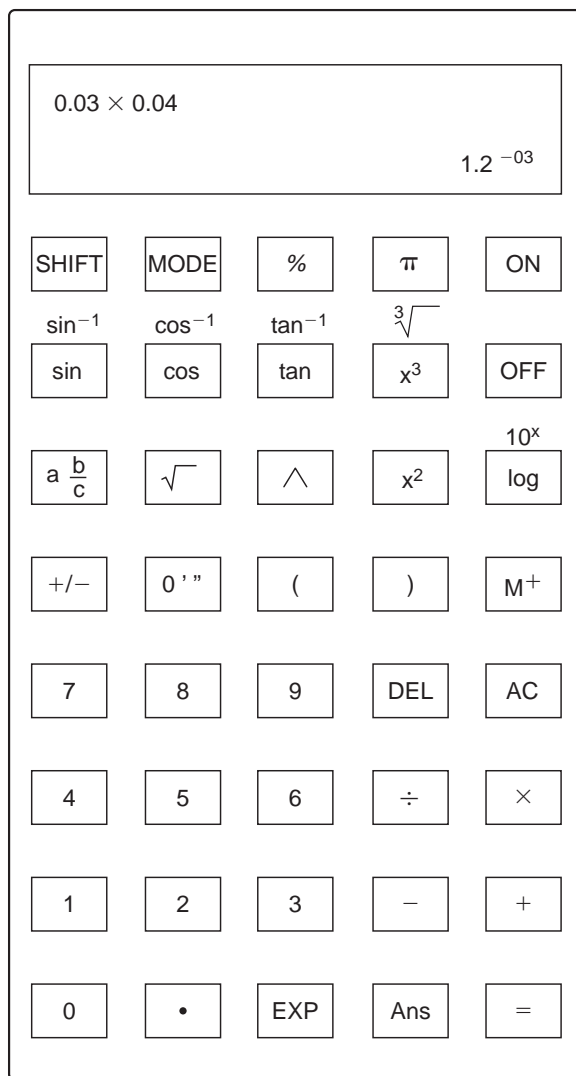 0.03 × 0.04
1.2 ⁻⁰³
SHIFT MODE % π ON
sin⁻¹ cos⁻¹ tan⁻¹ ³√
sin cos tan x³ OFF
10ˣ
a b/c √ ∧ x² log
+/− 0 ' ” ( ) M⁺
7 8 9 DEL AC
4 5 6 ÷ ×
1 2 3 − +
0 • EXP Ans =